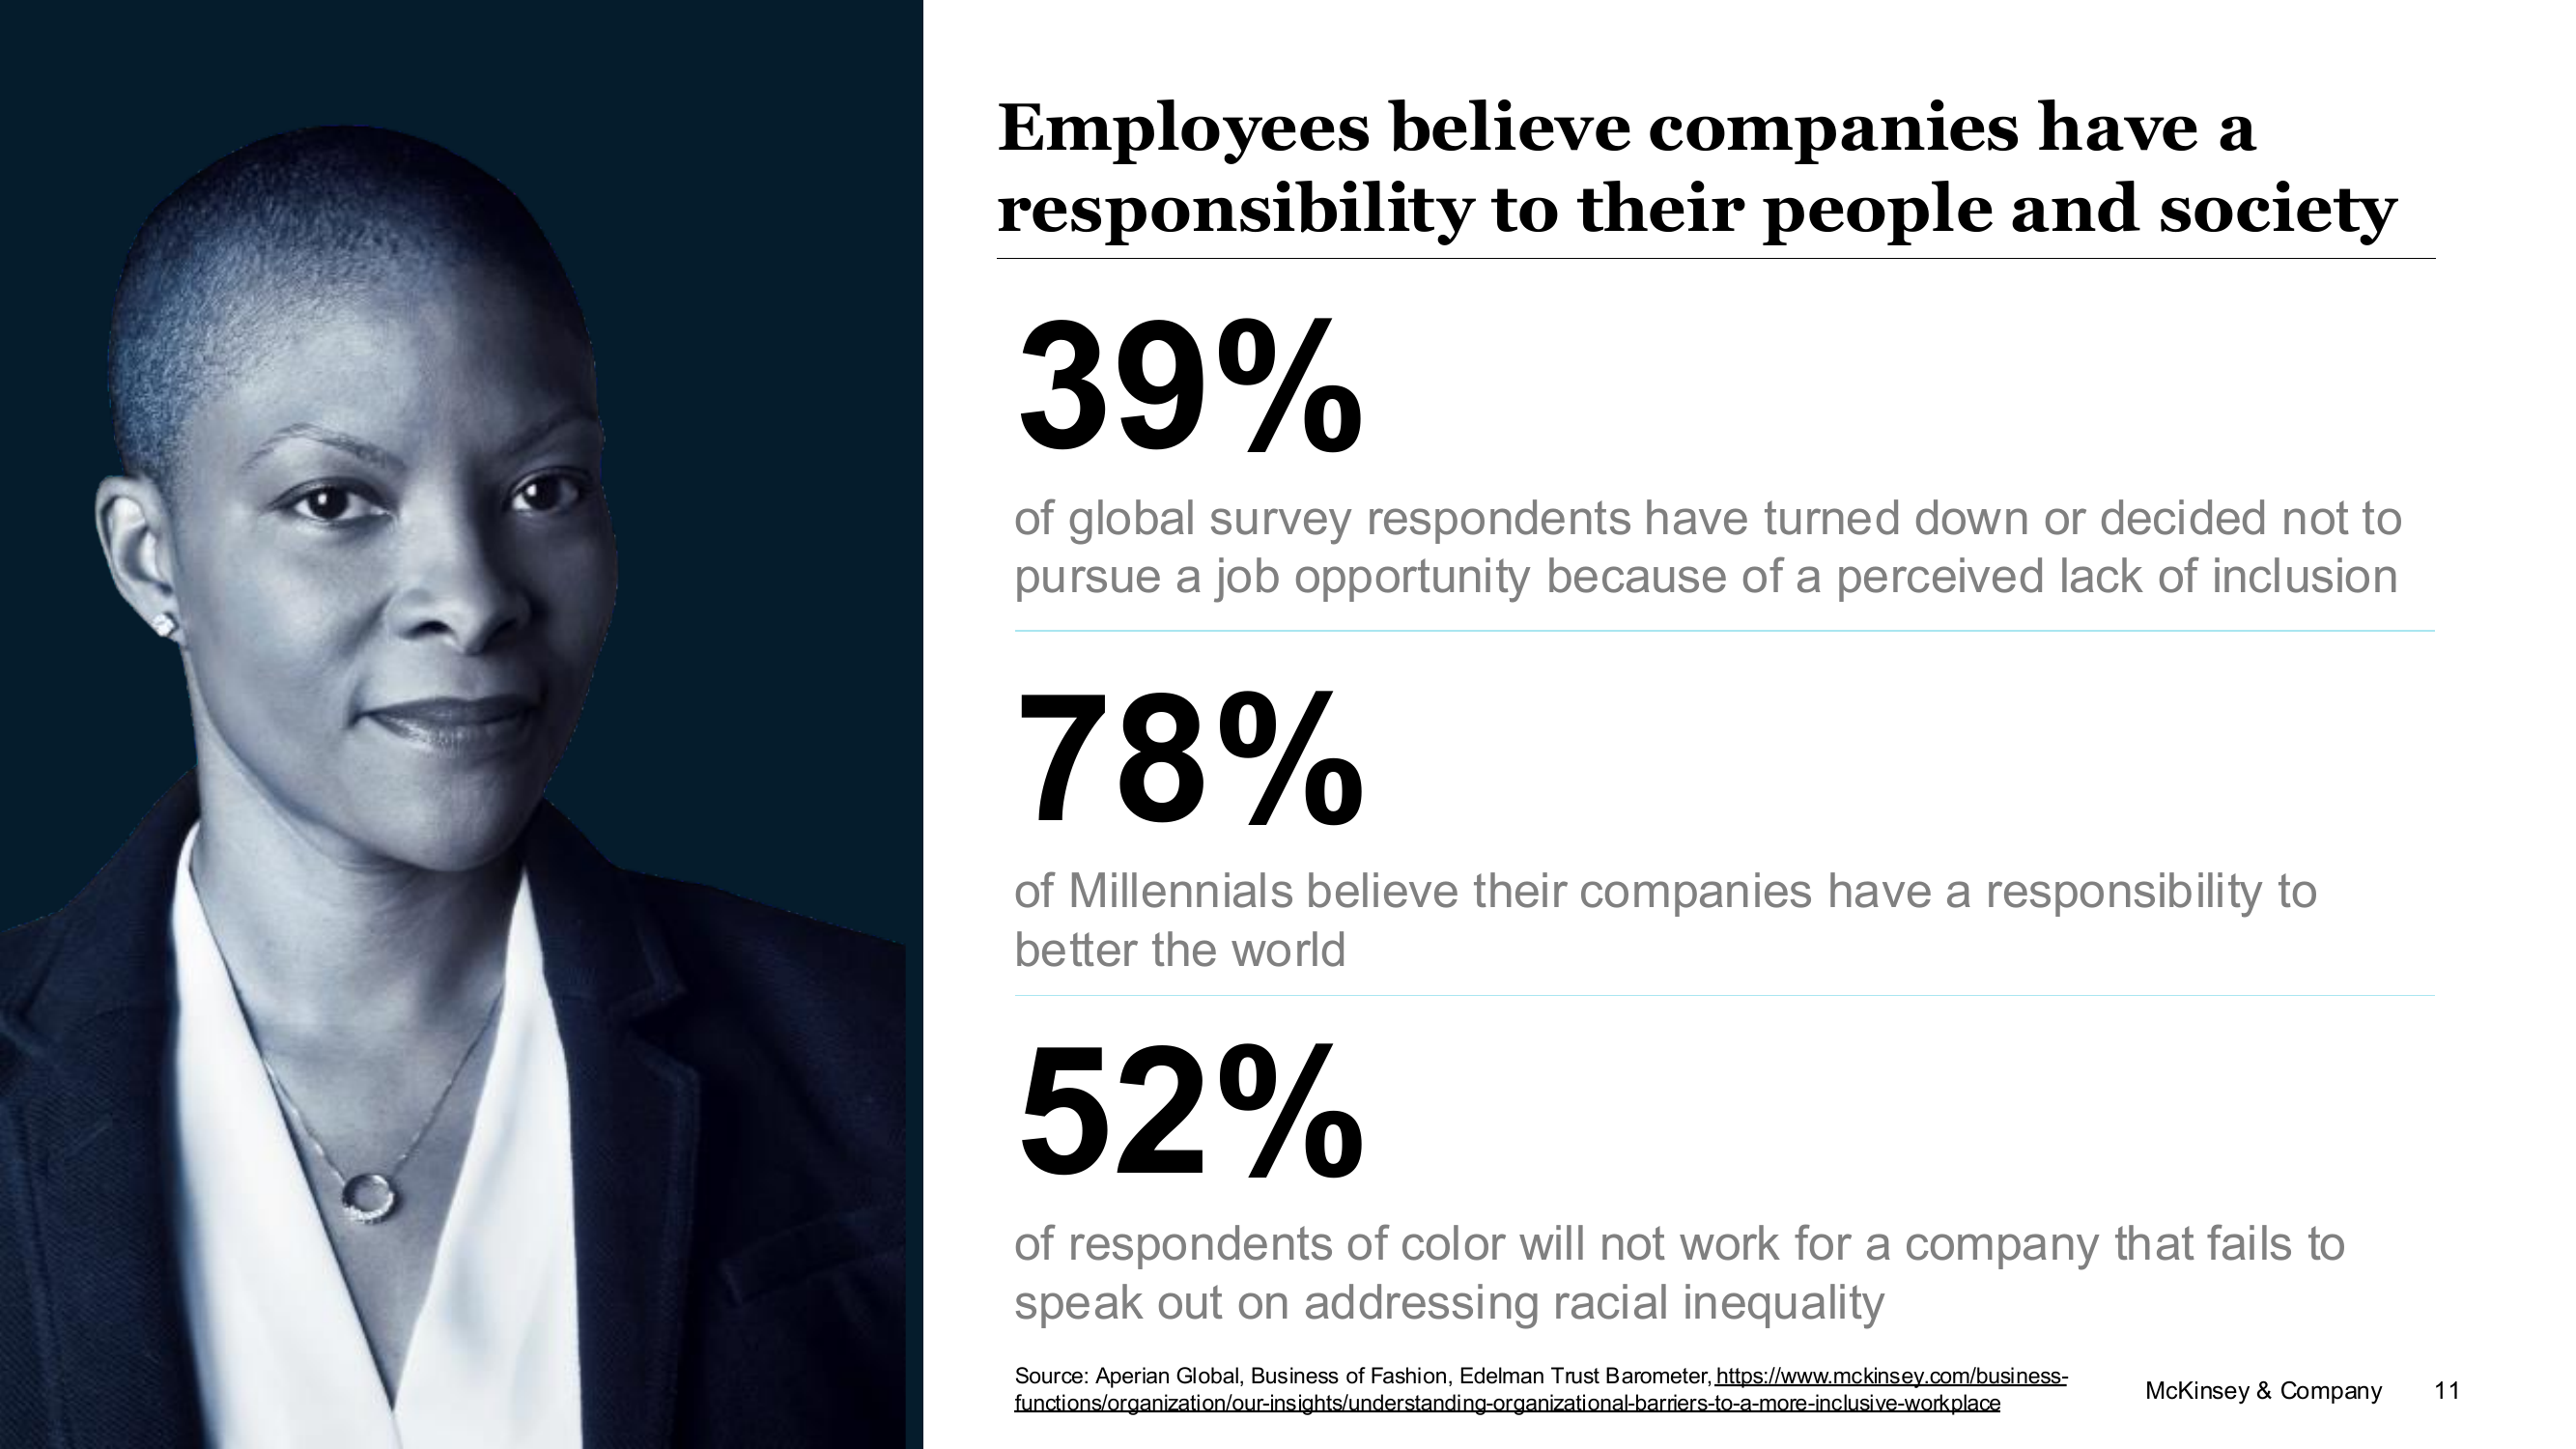 Employees believe companies have a
responsibility to their people and society
39%
of global survey respondents have turned down or decided not to
pursue a job opportunity because of a perceived lack of inclusion
78%
of Millennials believe their companies have a responsibility to
better the world
52%
of respondents of color will not work for a company that fails to
speak out on addressing racial inequality
Source: Aperian Global, Business of Fashion, Edelman Trust Barometer, https://www.mckinsey.com/business-
functions/organization/our-insights/understanding-organizational-barriers-to-a-more-inclusive-workplace
McKinsey & Company 11